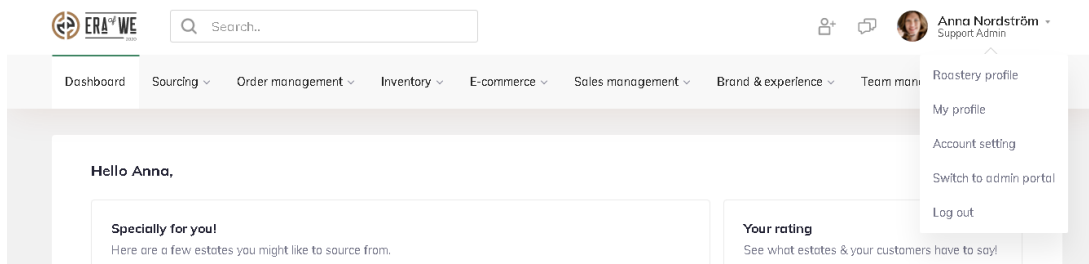 ERA OF WE
Search..
Anna Nordström
Support Admin
Dashboard Sourcing Order management Inventory E-commerce Sales management Brand & experience Team mana
Roastery profile
My profile
Account setting
Switch to admin portal
Log out
Hello Anna,
Specially for you!
Here are a few estates you might like to source from.
Your rating
See what estates & your customers have to say!